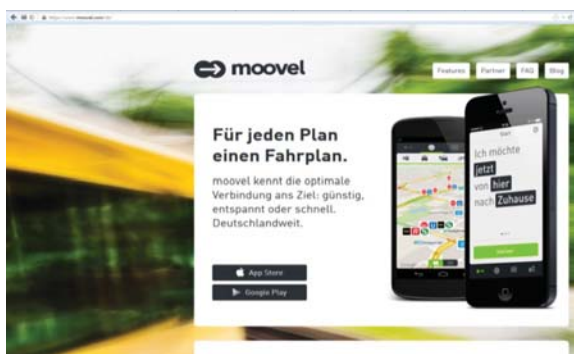 moovel
Features Partner FAQ Blog
Für jeden Plan
einen Fahrplan.
moovel kennt die optimale
Verbindung ans Ziel: günstig,
entspannt oder schnell.
Deutschlandweit.
App Store
Google Play
Ich möchte
jetzt
von hier
nach Zuhause